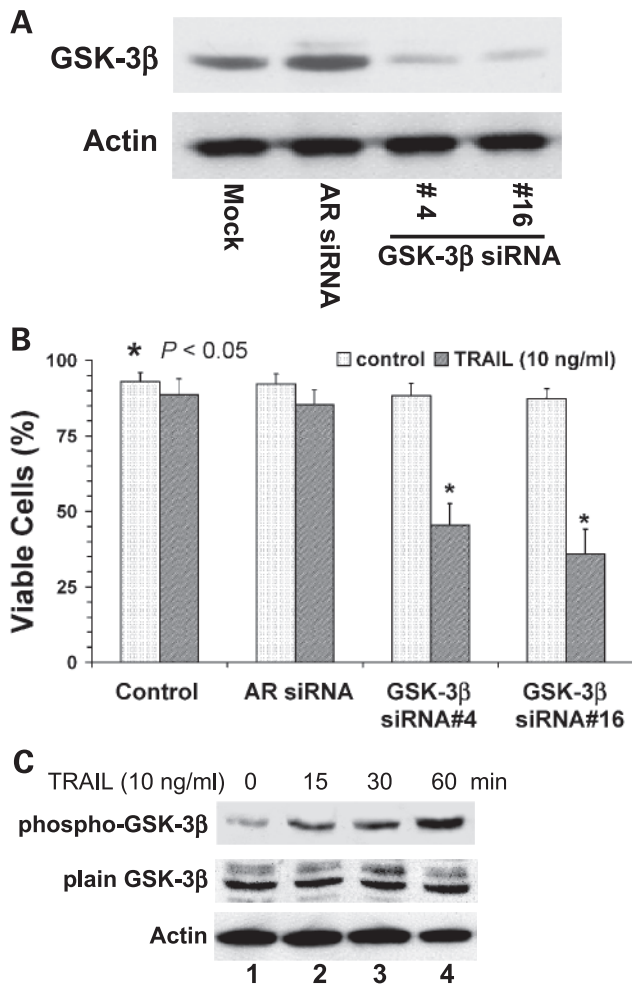 A
GSK-3β
Actin
Mock
AR siRNA
# 4
#16
GSK-3β siRNA
B
* P < 0.05
control TRAIL (10 ng/ml)
Viable Cells (%)
100
75
50
25
0
*
*
Control
AR siRNA
GSK-3β
siRNA#4
GSK-3β
siRNA#16
C
TRAIL (10 ng/ml) 0 15 30 60 min
phospho-GSK-3β
plain GSK-3β
Actin
1 2 3 4